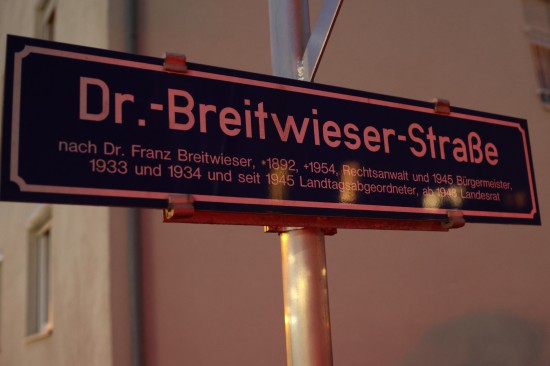 Dr.-Breitwieser-Straße
nach Dr. Franz Breitwieser, *1892, +1954, Rechtsanwalt und 1945 Bürgermeister,
1933 und 1934 und seit 1945 Landtagsabgeordneter, ab 1948 Landesrat